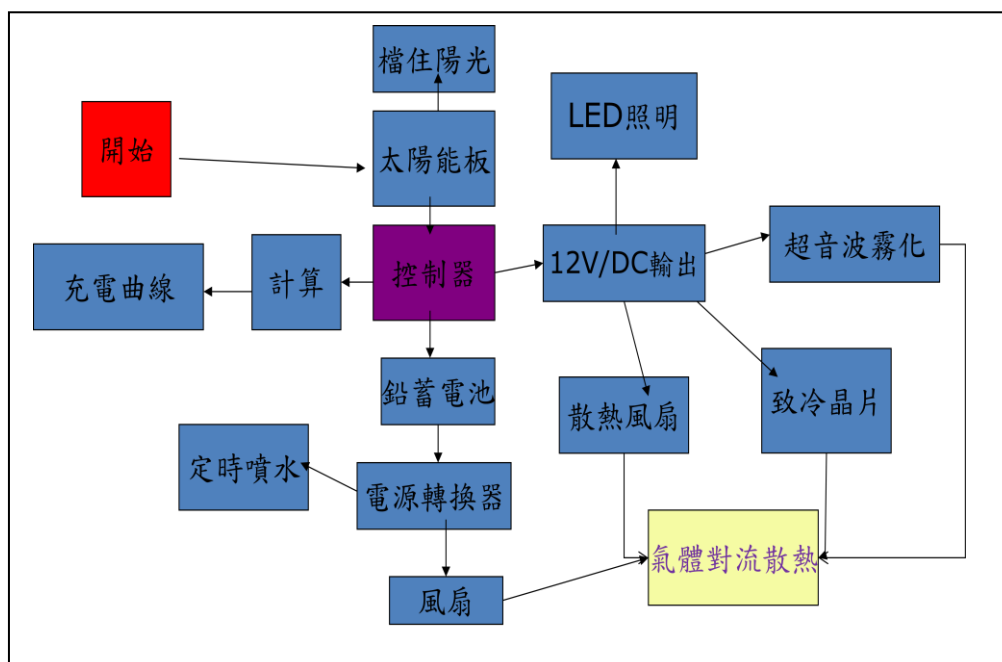 檔住陽光
LED照明
開始
太陽能板
超音波霧化
充電曲線
計算
控制器
12V/DC輸出
鉛蓄電池
散熱風扇
致冷晶片
定時噴水
電源轉換器
氣體對流散熱
風扇